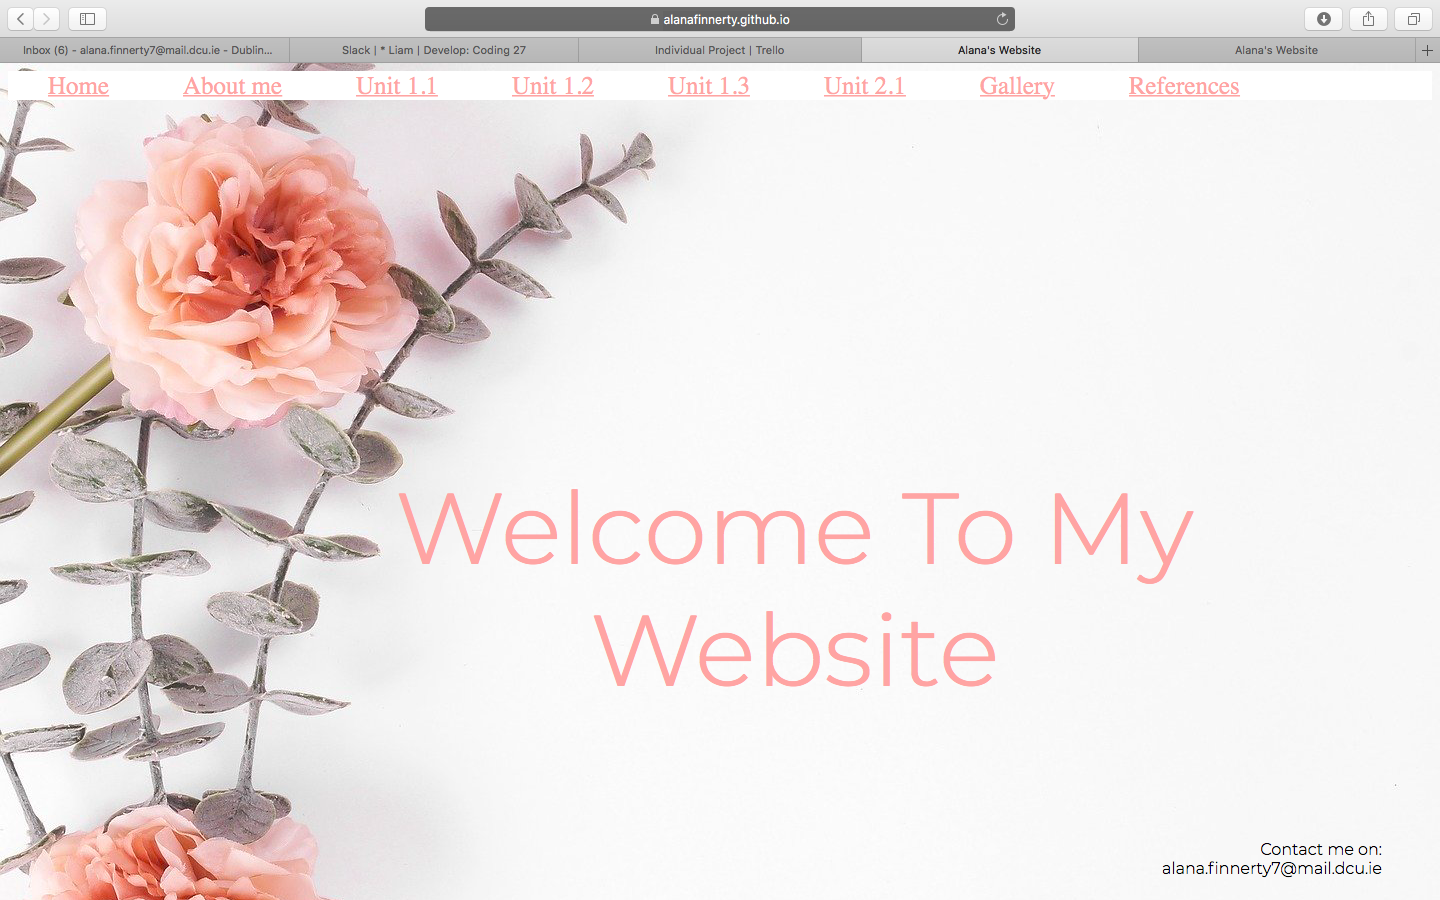 alanafinnerty.github.io
Inbox (6) - alana.finnerty7@mail.dcu.ie - Dublin... Slack | * Liam | Develop: Coding 27 Individual Project | Trello Alana's Website Alana's Website
Home About me Unit 1.1 Unit 1.2 Unit 1.3 Unit 2.1 Gallery References
Welcome To My
Website
Contact me on:
alana.finnerty7@mail.dcu.ie